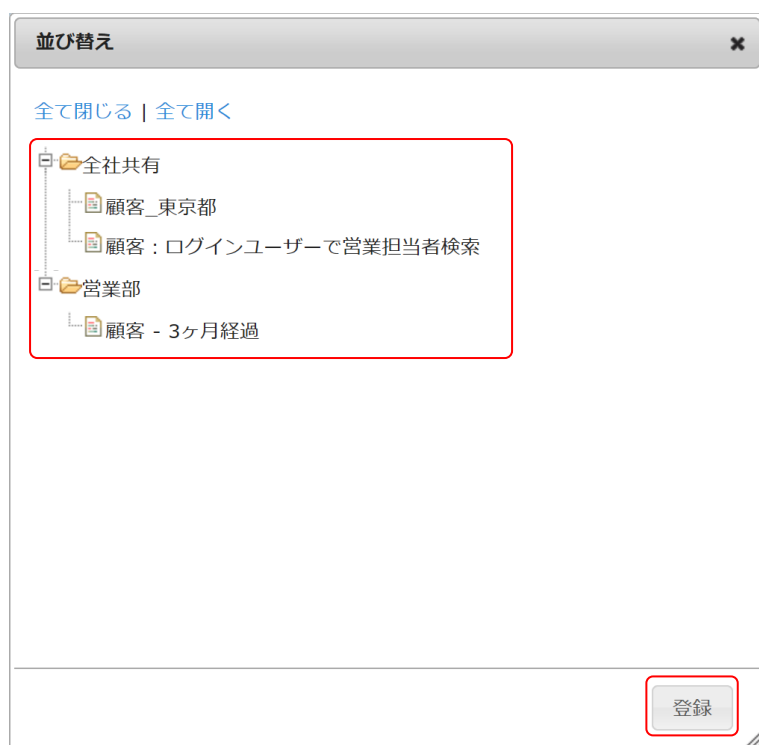 並び替え
全て閉じる | 全て開く
全社共有
顧客_東京都
顧客：ログインユーザーで営業担当者検索
営業部
顧客 - 3ヶ月経過
登録